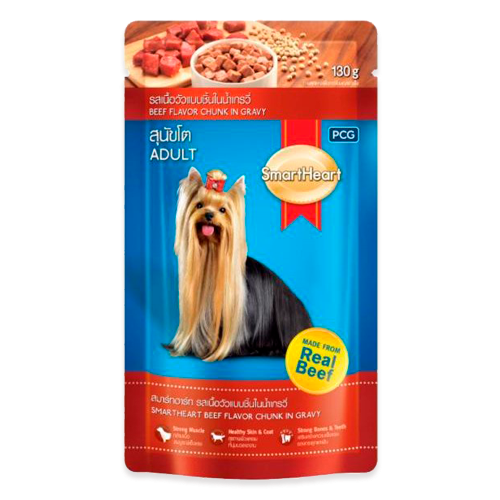 130 g
รสเนื้อวัวแบบชิ้นในน้ำเกรวี่
BEEF FLAVOR CHUNK IN GRAVY
สุนัขโต
ADULT
PCG
SmartHeart
MADE FROM
Real
Beef
สมาร์ทฮาร์ท รสเนื้อวัวแบบชิ้นในน้ำเกรวี่
SMARTHEART BEEF FLAVOR CHUNK IN GRAVY
Strong Muscle
Healthy Skin & Coat
Strong Bones & Teeth